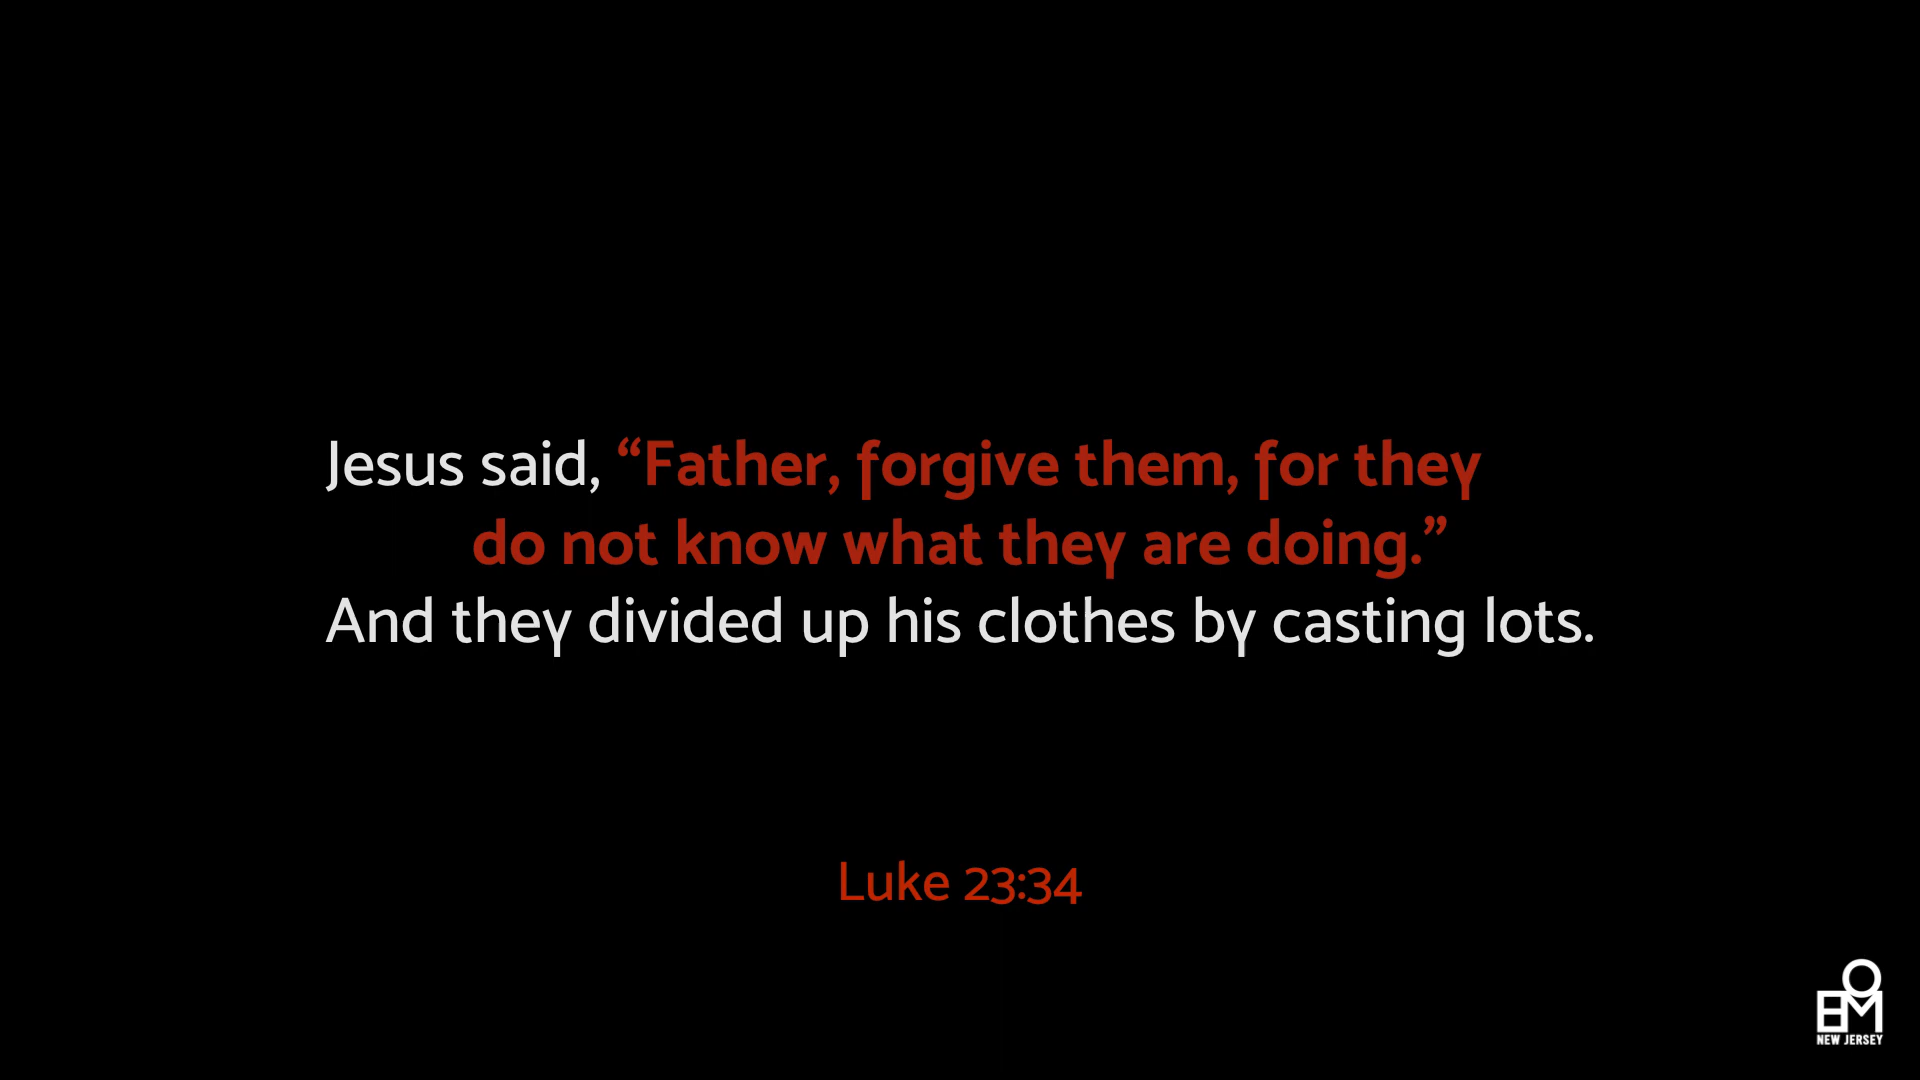 Jesus said, “Father, forgive them, for they
do not know what they are doing.”
And they divided up his clothes by casting lots.
Luke 23:34
EOM
NEW JERSEY